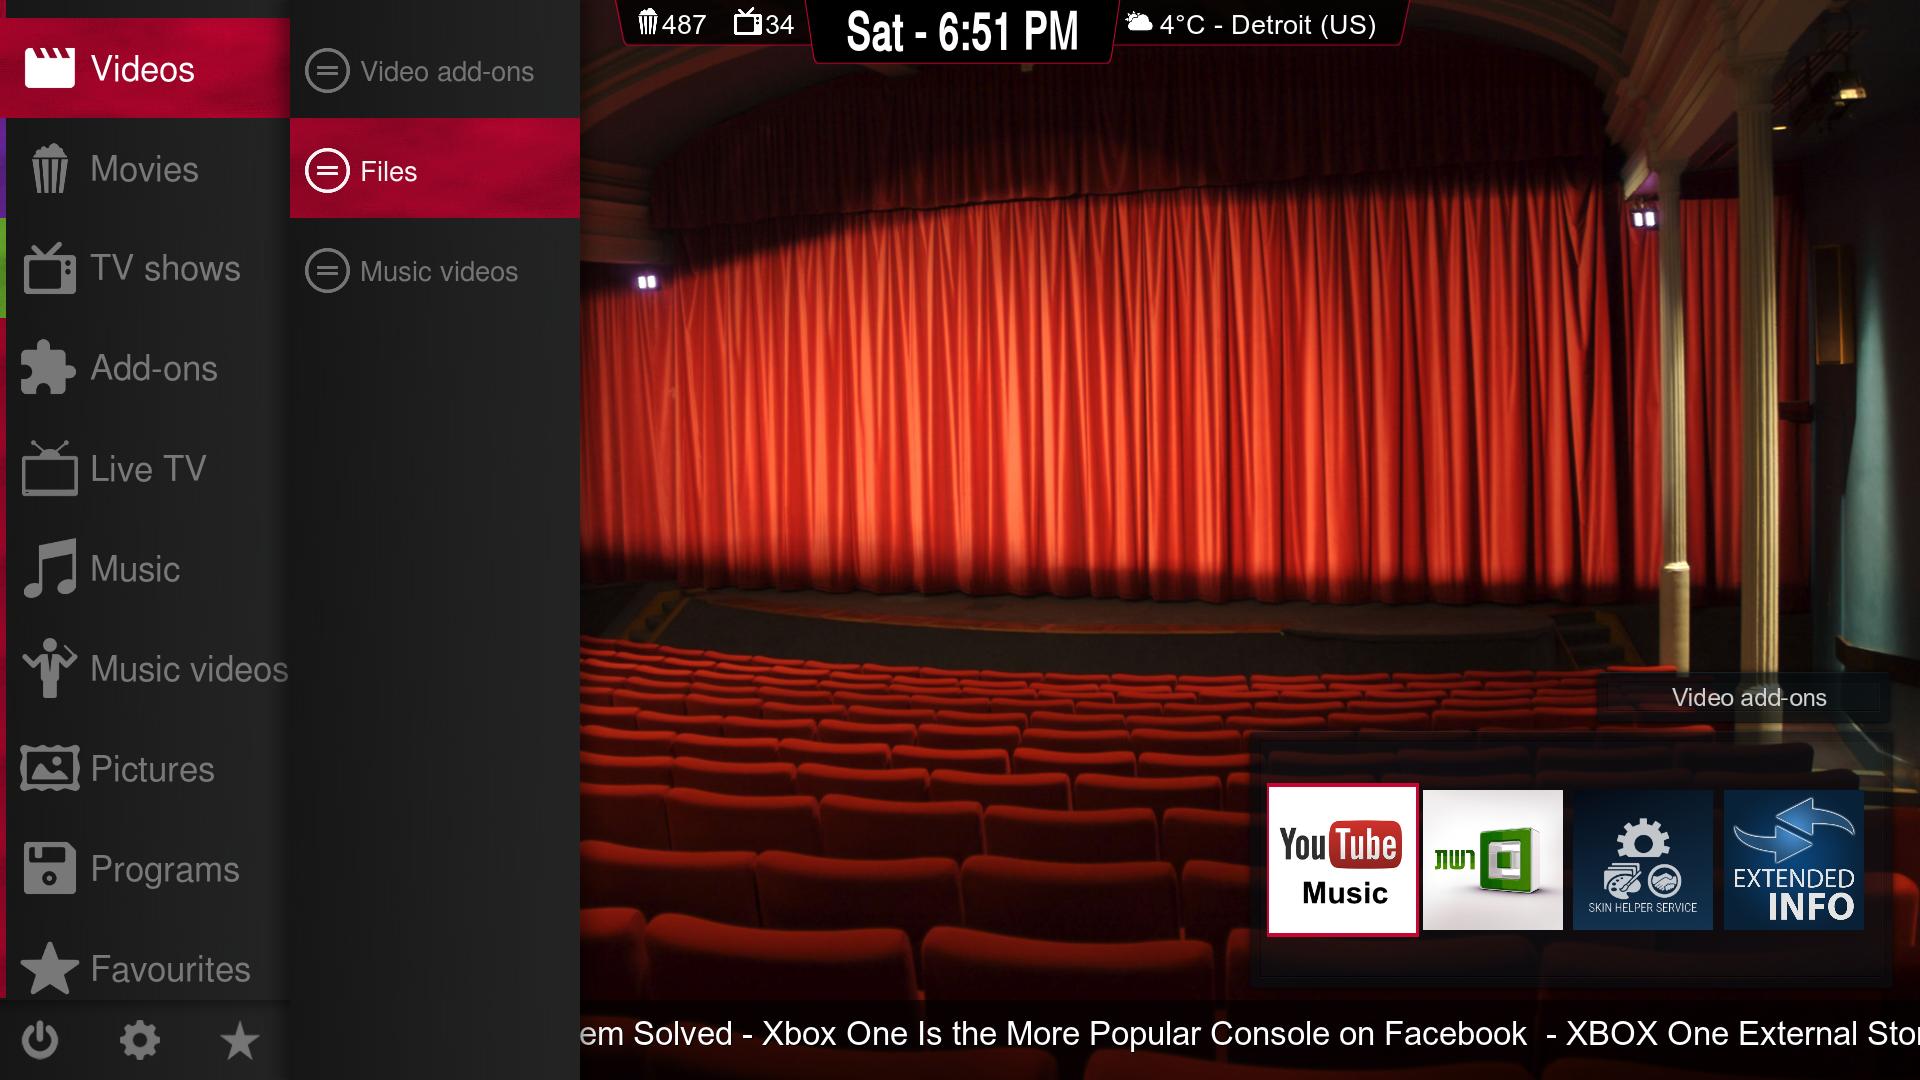 487
34
Sat - 6:51 PM
4°C - Detroit (US)
Videos
Movies
TV shows
Add-ons
Live TV
Music
Music videos
Pictures
Programs
Favourites
Video add-ons
Files
Music videos
Video add-ons
YouTube
Music
רשת
SKIN HELPER SERVICE
EXTENDED
INFO
em Solved - Xbox One Is the More Popular Console on Facebook - XBOX One External Stor